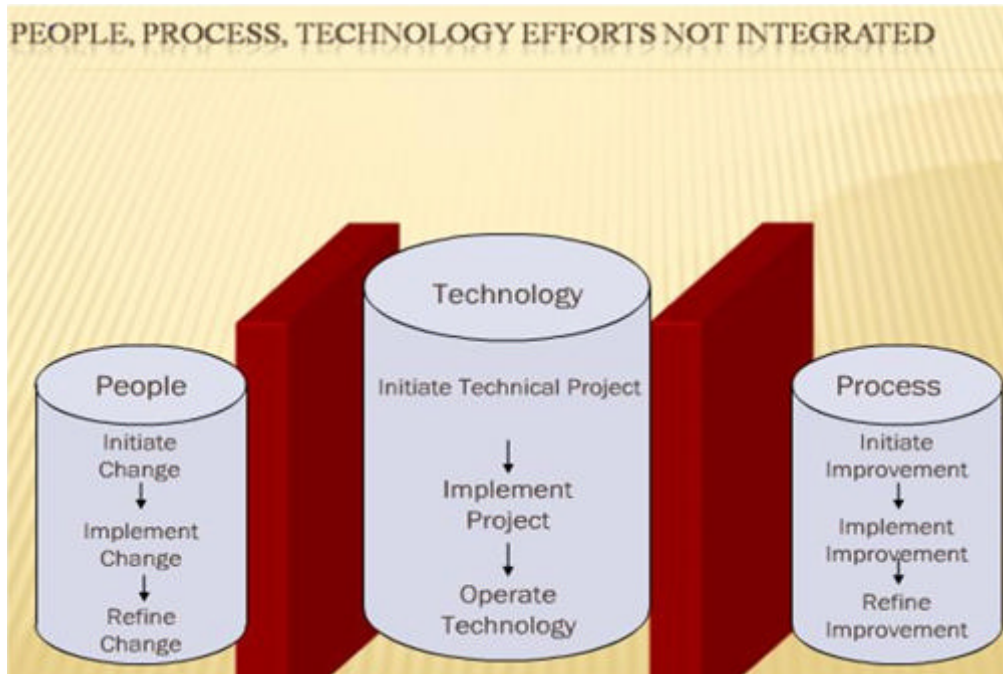 PEOPLE, PROCESS, TECHNOLOGY EFFORTS NOT INTEGRATED
People
Initiate
Change
Implement
Change
Refine
Change
Technology
Initiate Technical Project
Implement
Project
Operate
Technology
Process
Initiate
Improvement
Implement
Improvement
Refine
Improvement